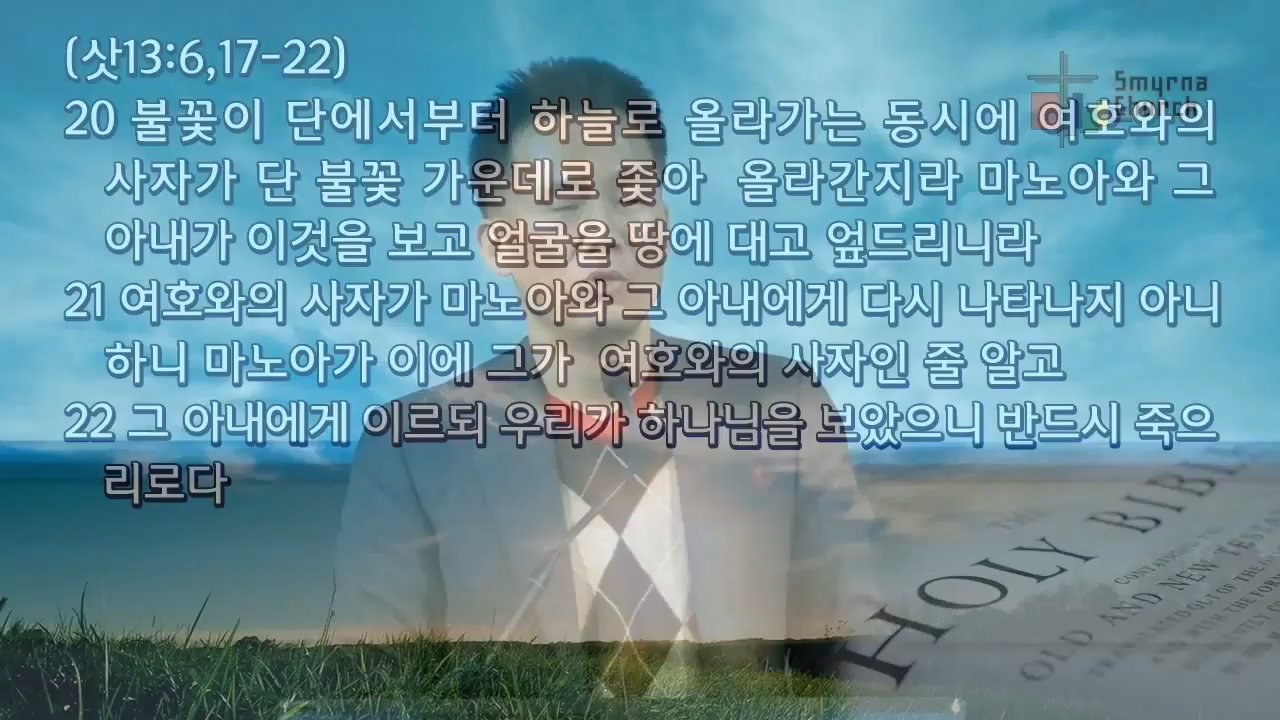 (삿13:6,17-22)
Smyrna
Church
20 불꽃이 단에서부터 하늘로 올라가는 동시에 여호와의
사자가 단 불꽃 가운데로 좇아 올라간지라 마노아와 그
아내가 이것을 보고 얼굴을 땅에 대고 엎드리니라
21 여호와의 사자가 마노아와 그 아내에게 다시 나타나지 아니
하니 마노아가 이에 그가 여호와의 사자인 줄 알고
22 그 아내에게 이르되 우리가 하나님을 보았으니 반드시 죽으
리로다
HOLY BIBL
CONTAINING
OLD AND NEW TESTA